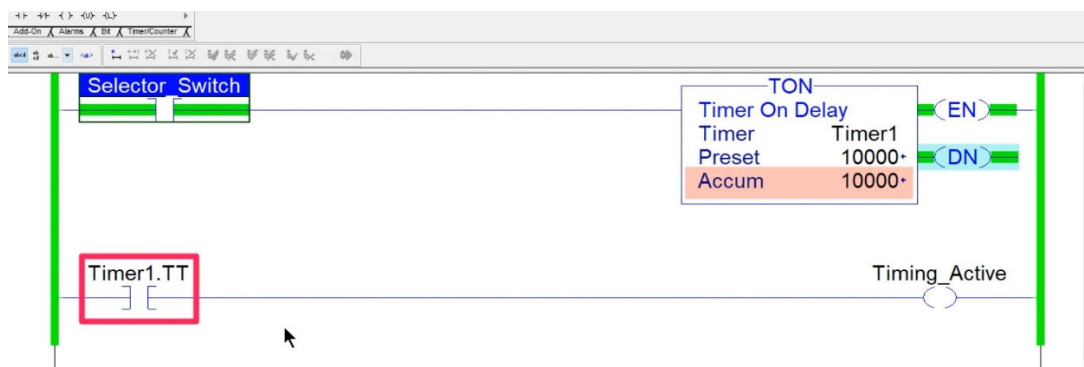 Add-On Alarms Bit Timer/Counter
Selector_Switch
TON
Timer On Delay
Timer Timer1
Preset 10000
Accum 10000
EN
DN
Timer1.TT
Timing_Active